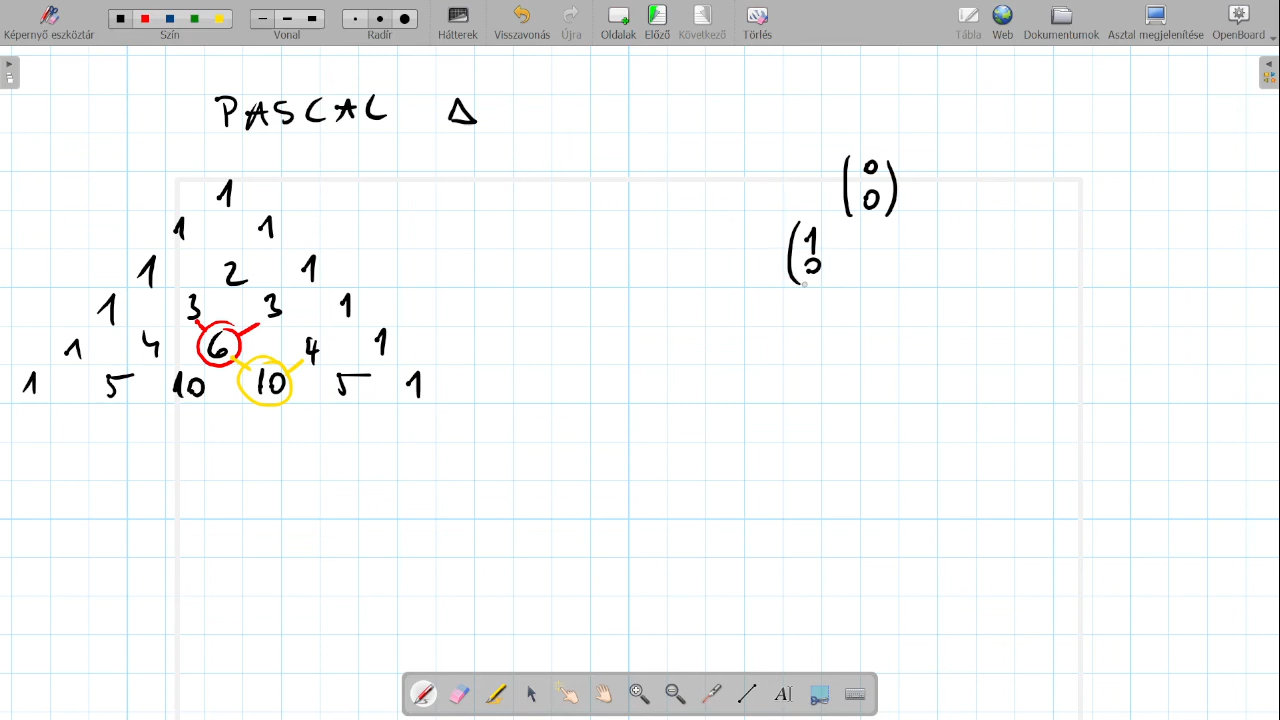 Képernyő eszköztár Szín Vonal Radír Hátterek Visszavonás Újra Oldalak Előző Következő Törlés Tábla Web Dokumentumok Asztal megjelenítése OpenBoard
PASCAL Δ
1
1 1
1 2 1
1 3 3 1
1 4 6 4 1
1 5 10 10 5 1
(0
0)
(1
0
A